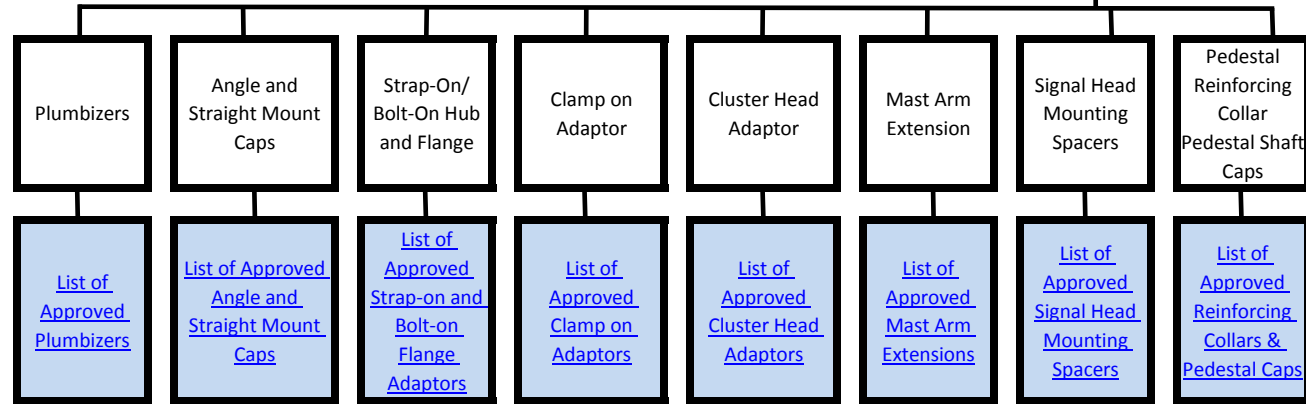 Plumbizers
Angle and
Straight Mount
Caps
Strap-On/
Bolt-On Hub
and Flange
Clamp on
Adaptor
Cluster Head
Adaptor
Mast Arm
Extension
Signal Head
Mounting
Spacers
Pedestal
Reinforcing
Collar
Pedestal Shaft
Caps
List of
Approved
Plumbizers
List of Approved
Angle and
Straight Mount
Caps
List of
Approved
Strap-on and
Bolt-on
Flange
Adaptors
List of
Approved
Clamp on
Adaptors
List of
Approved
Cluster Head
Adaptors
List of
Approved
Mast Arm
Extensions
List of
Approved
Signal Head
Mounting
Spacers
List of
Approved
Reinforcing
Collars &
Pedestal Caps